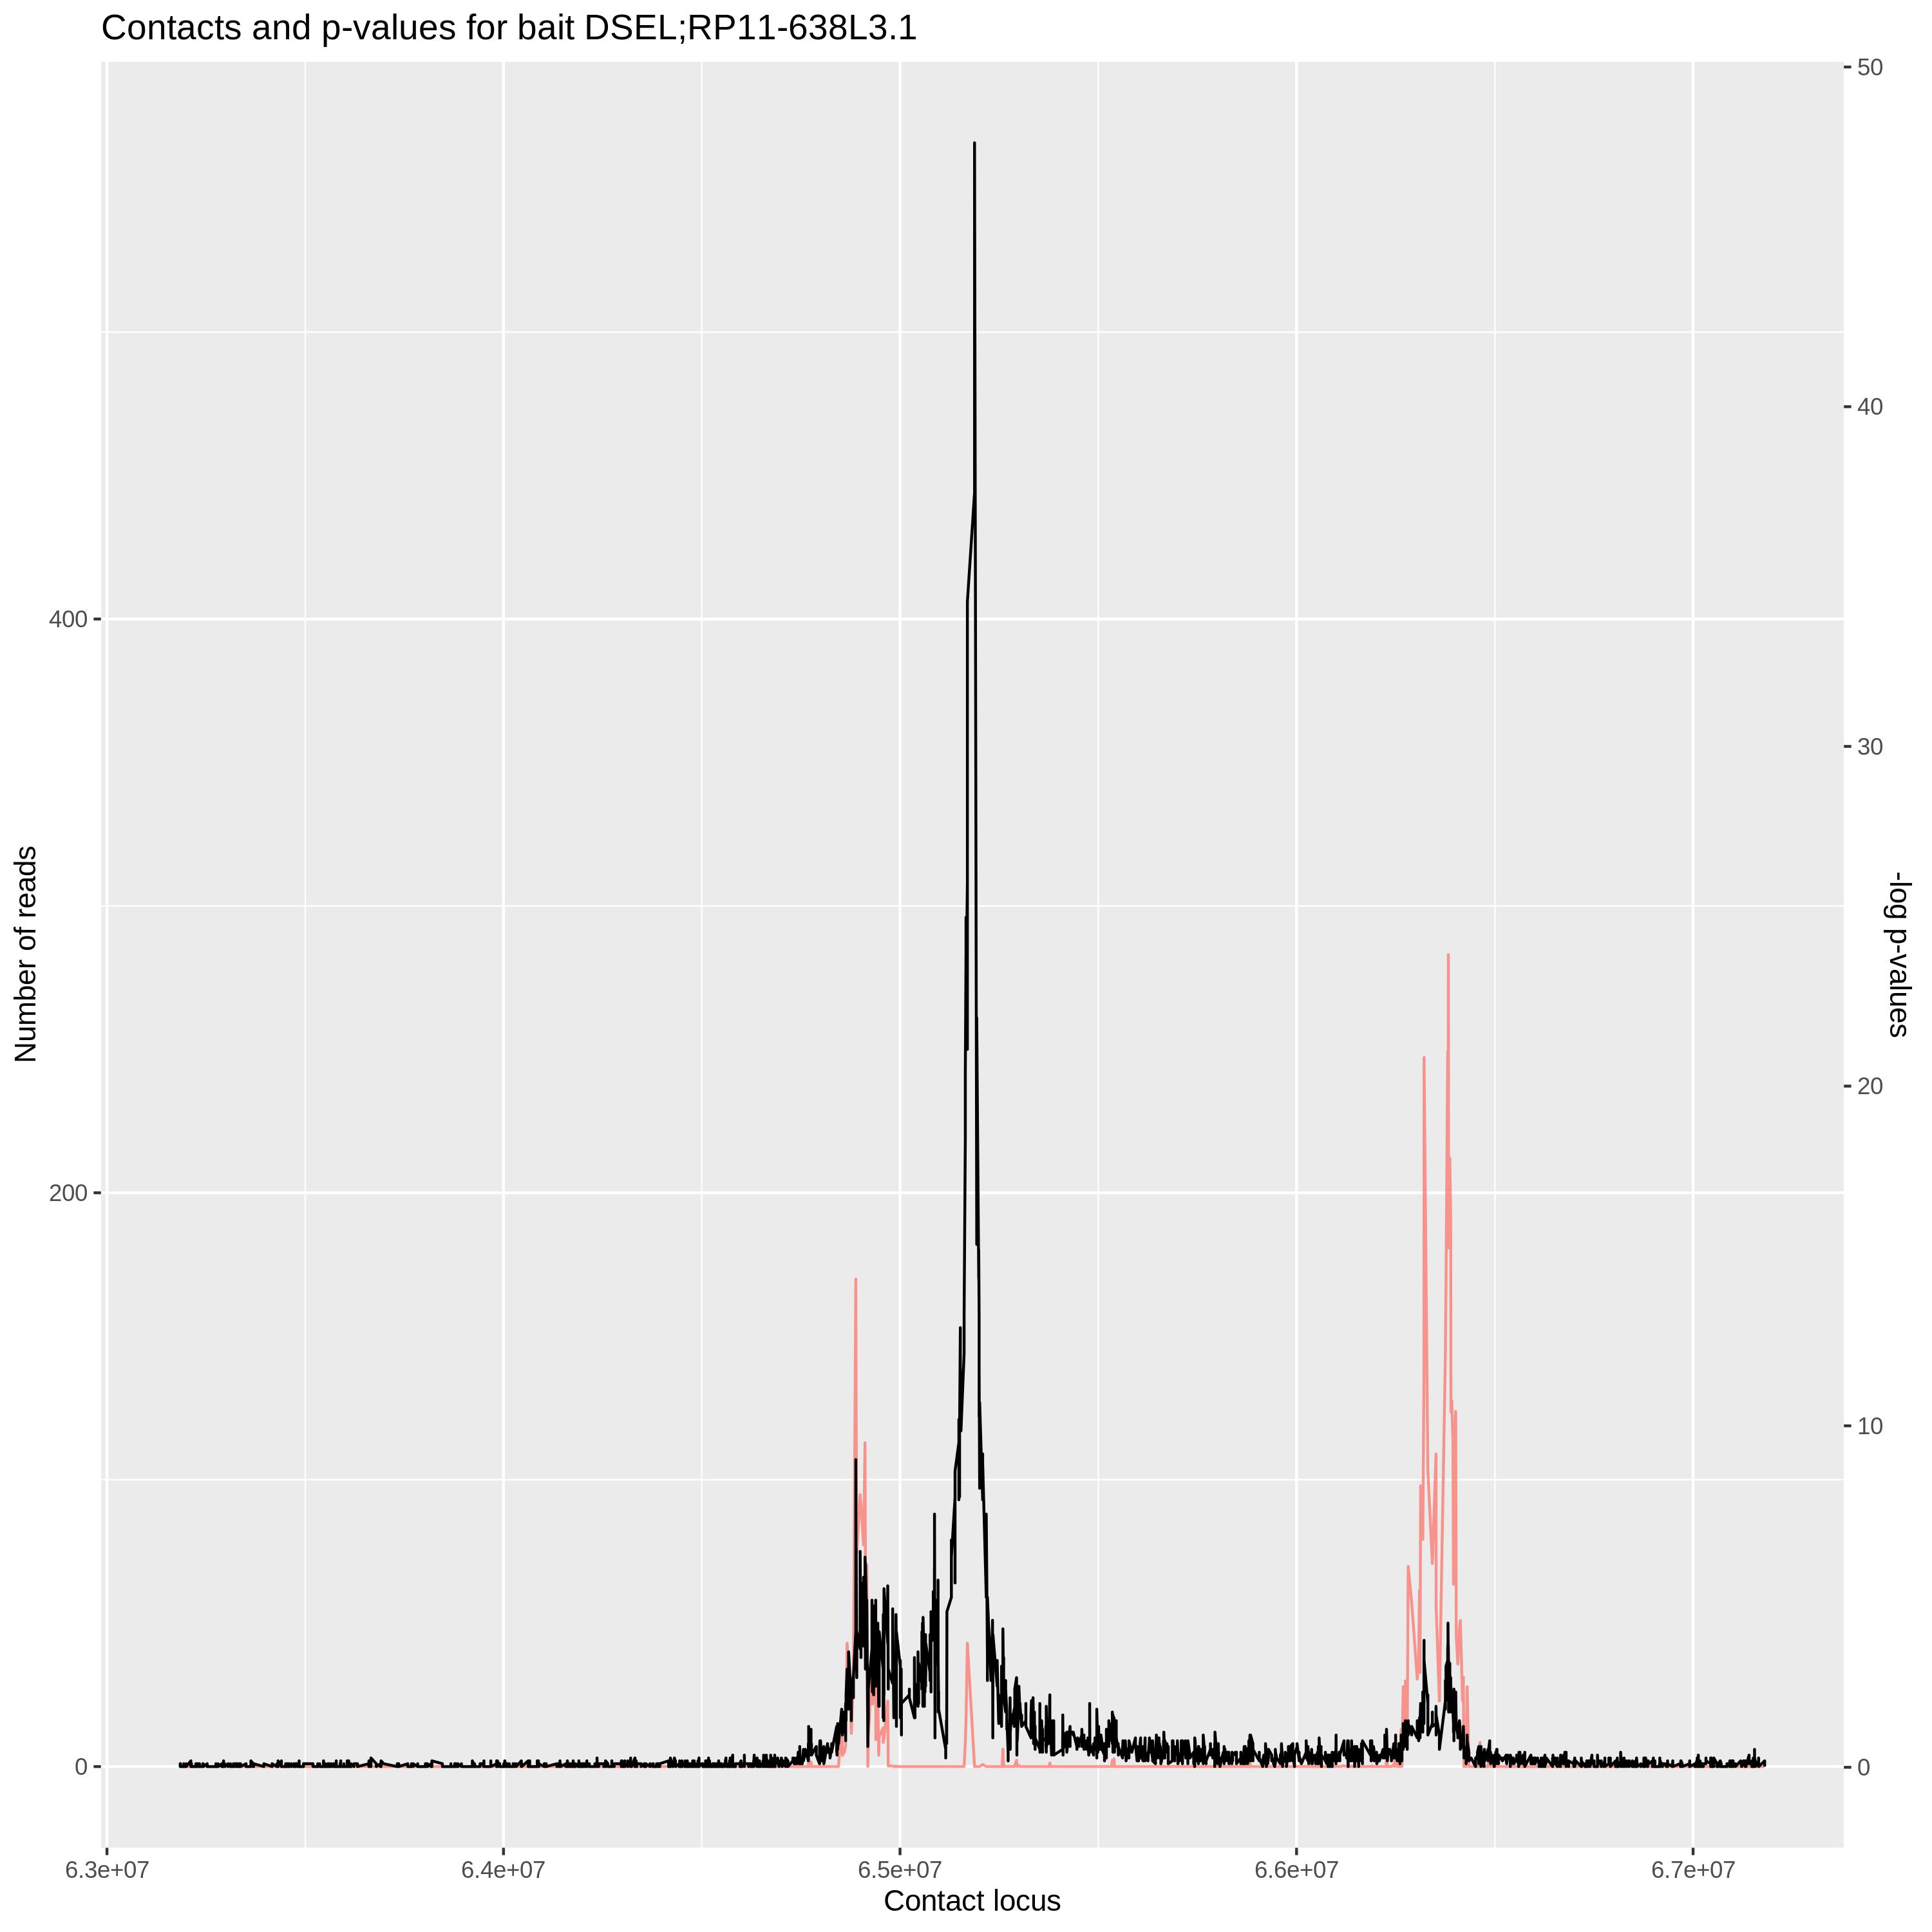 Contacts and p-values for bait DSEL;RP11-638L3.1
Number of reads
400
200
0
50
40
30
20
10
0
-log p-values
6.3e+07 6.4e+07 6.5e+07 6.6e+07 6.7e+07
Contact locus